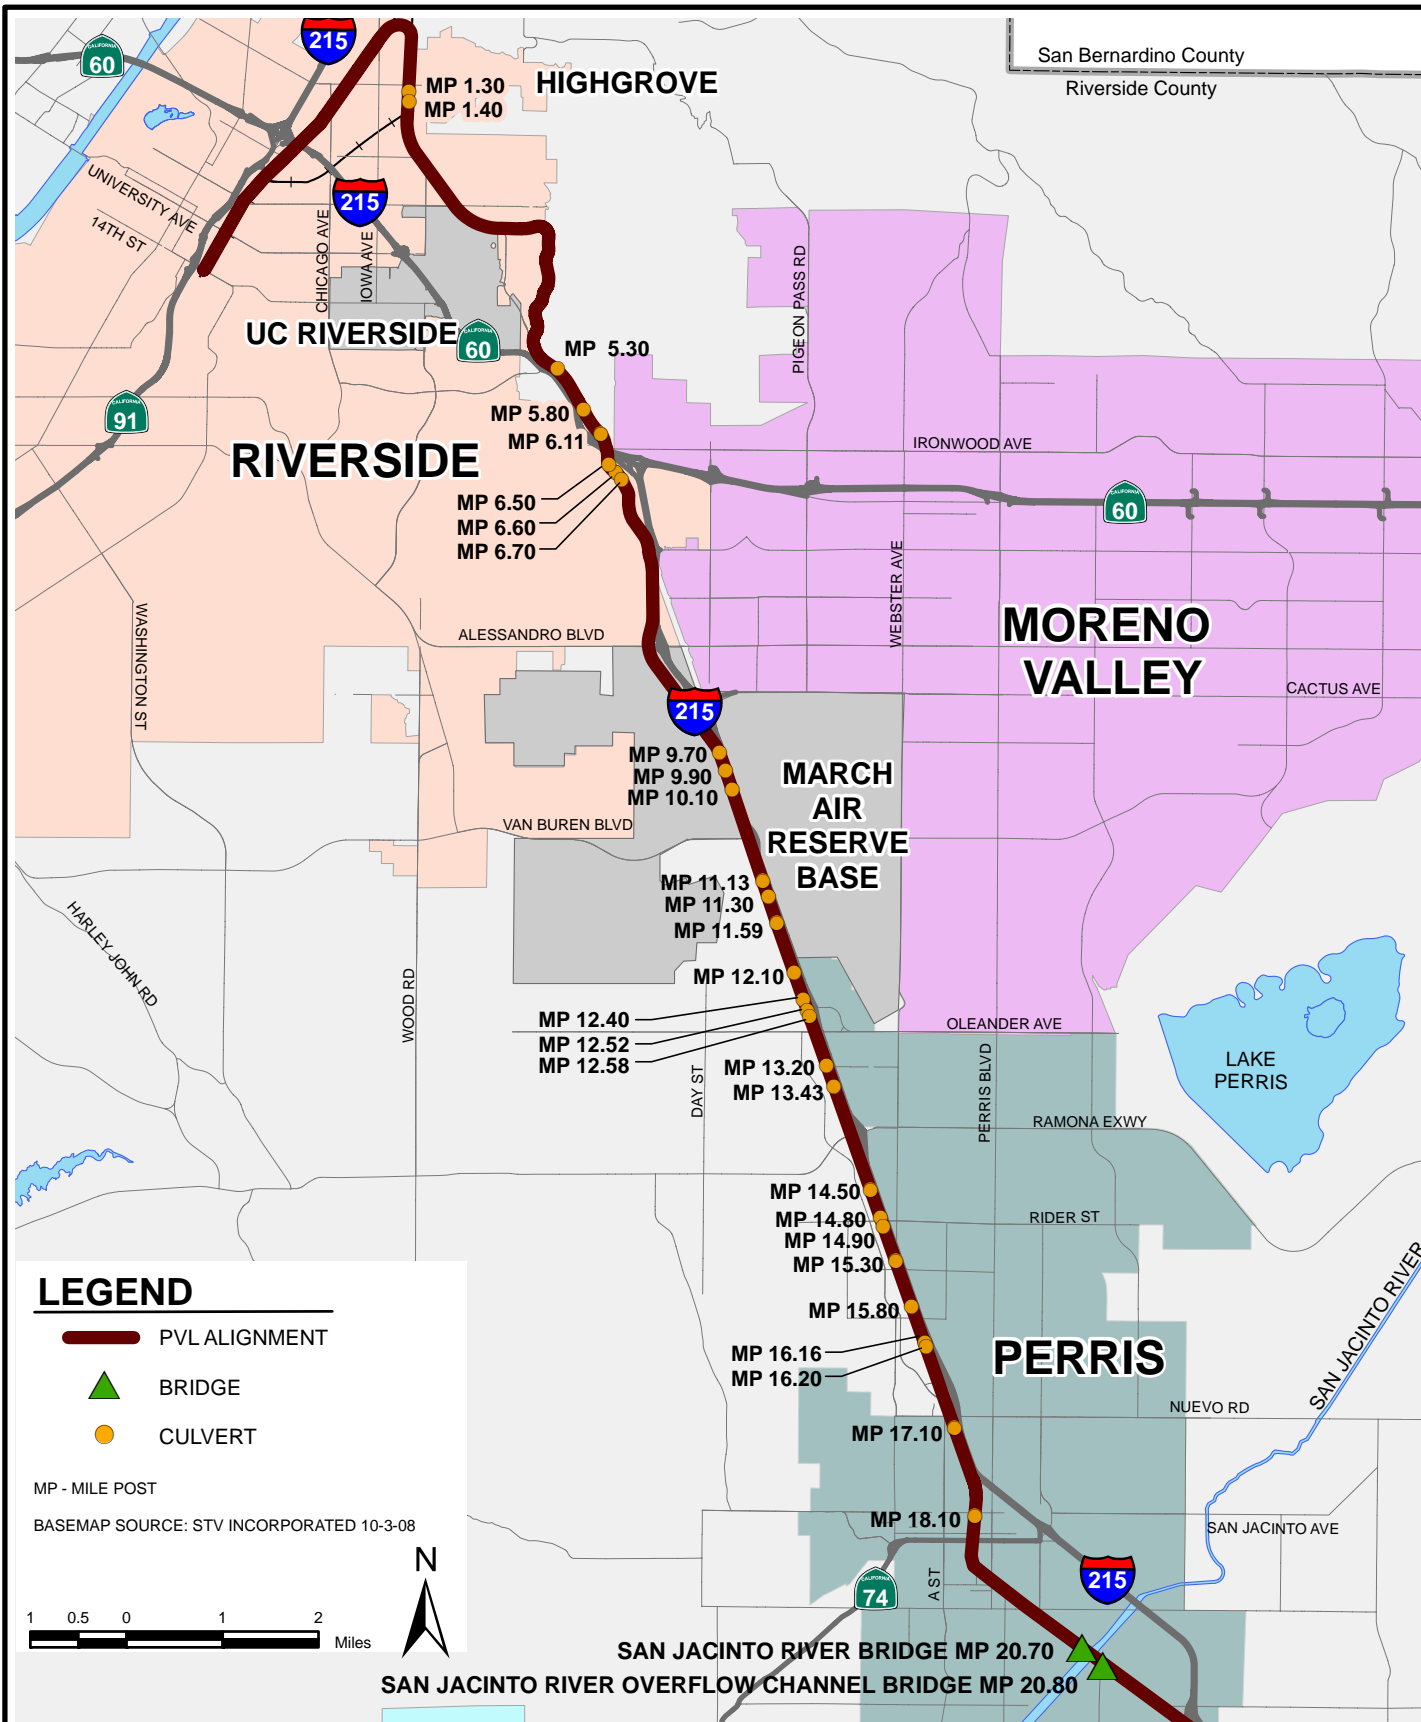 San Bernardino County
Riverside County
CALIFORNIA
60
215
HIGHGROVE
MP 1.30
MP 1.40
UNIVERSITY AVE
14TH ST
CHICAGO AVE
IOWA AVE
215
PIGEON PASS RD
UC RIVERSIDE
CALIFORNIA
60
MP 5.30
CALIFORNIA
91
MP 5.80
MP 6.11
RIVERSIDE
IRONWOOD AVE
CALIFORNIA
60
MP 6.50
MP 6.60
MP 6.70
WEBSTER AVE
MORENO
VALLEY
WASHINGTON ST
ALESSANDRO BLVD
CACTUS AVE
215
MP 9.70
MP 9.90
MP 10.10
MARCH
AIR
RESERVE
BASE
VAN BUREN BLVD
MP 11.13
MP 11.30
MP 11.59
HARLEY JOHN RD
WOOD RD
MP 12.10
MP 12.40
MP 12.52
MP 12.58
OLEANDER AVE
LAKE
PERRIS
DAY ST
MP 13.20
MP 13.43
PERRIS BLVD
RAMONA EXWY
MP 14.50
MP 14.80
MP 14.90
MP 15.30
RIDER ST
MP 15.80
MP 16.16
MP 16.20
PERRIS
SAN JACINTO RIVER
NUEVO RD
MP 17.10
MP 18.10
SAN JACINTO AVE
CALIFORNIA
74
A ST
215
SAN JACINTO RIVER BRIDGE MP 20.70
SAN JACINTO RIVER OVERFLOW CHANNEL BRIDGE MP 20.80
LEGEND
PVL ALIGNMENT
BRIDGE
CULVERT
MP - MILE POST
BASEMAP SOURCE: STV INCORPORATED 10-3-08
N
1 0.5 0 1 2
Miles